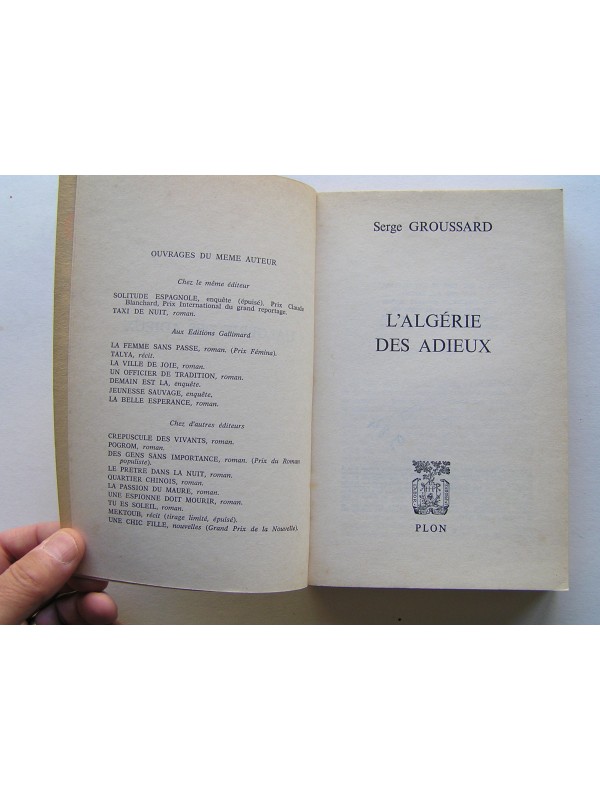 OUVRAGES DU MEME AUTEUR
Chez le même éditeur
SOLITUDE ESPAGNOLE, enquête (épuisé). Prix Claude
Blanchard, Prix International du grand reportage.
TAXI DE NUIT, roman.
Aux Editions Gallimard
LA FEMME SANS PASSE, roman. (Prix Fémina).
TALYA, récit.
LA VILLE DE JOIE, roman.
UN OFFICIER DE TRADITION, roman.
DEMAIN EST LA, enquête.
JEUNESSE SAUVAGE, enquête.
LA BELLE ESPERANCE, roman.
Chez d'autres éditeurs
CREPUSCULE DES VIVANTS, roman.
POGROM, roman.
DES GENS SANS IMPORTANCE, roman. (Prix du Roman
populiste).
LE PRETRE DANS LA NUIT, roman.
QUARTIER CHINOIS, roman.
LA PASSION DU MAURE, roman.
UNE ESPIONNE DOIT MOURIR, roman.
TU ES SOLEIL, roman.
MEKTOUB, récit (tirage limité, épuisé).
UNE CHIC FILLE, nouvelles (Grand Prix de la Nouvelle).
Serge GROUSSARD
L'ALGÉRIE
DES ADIEUX
PLON